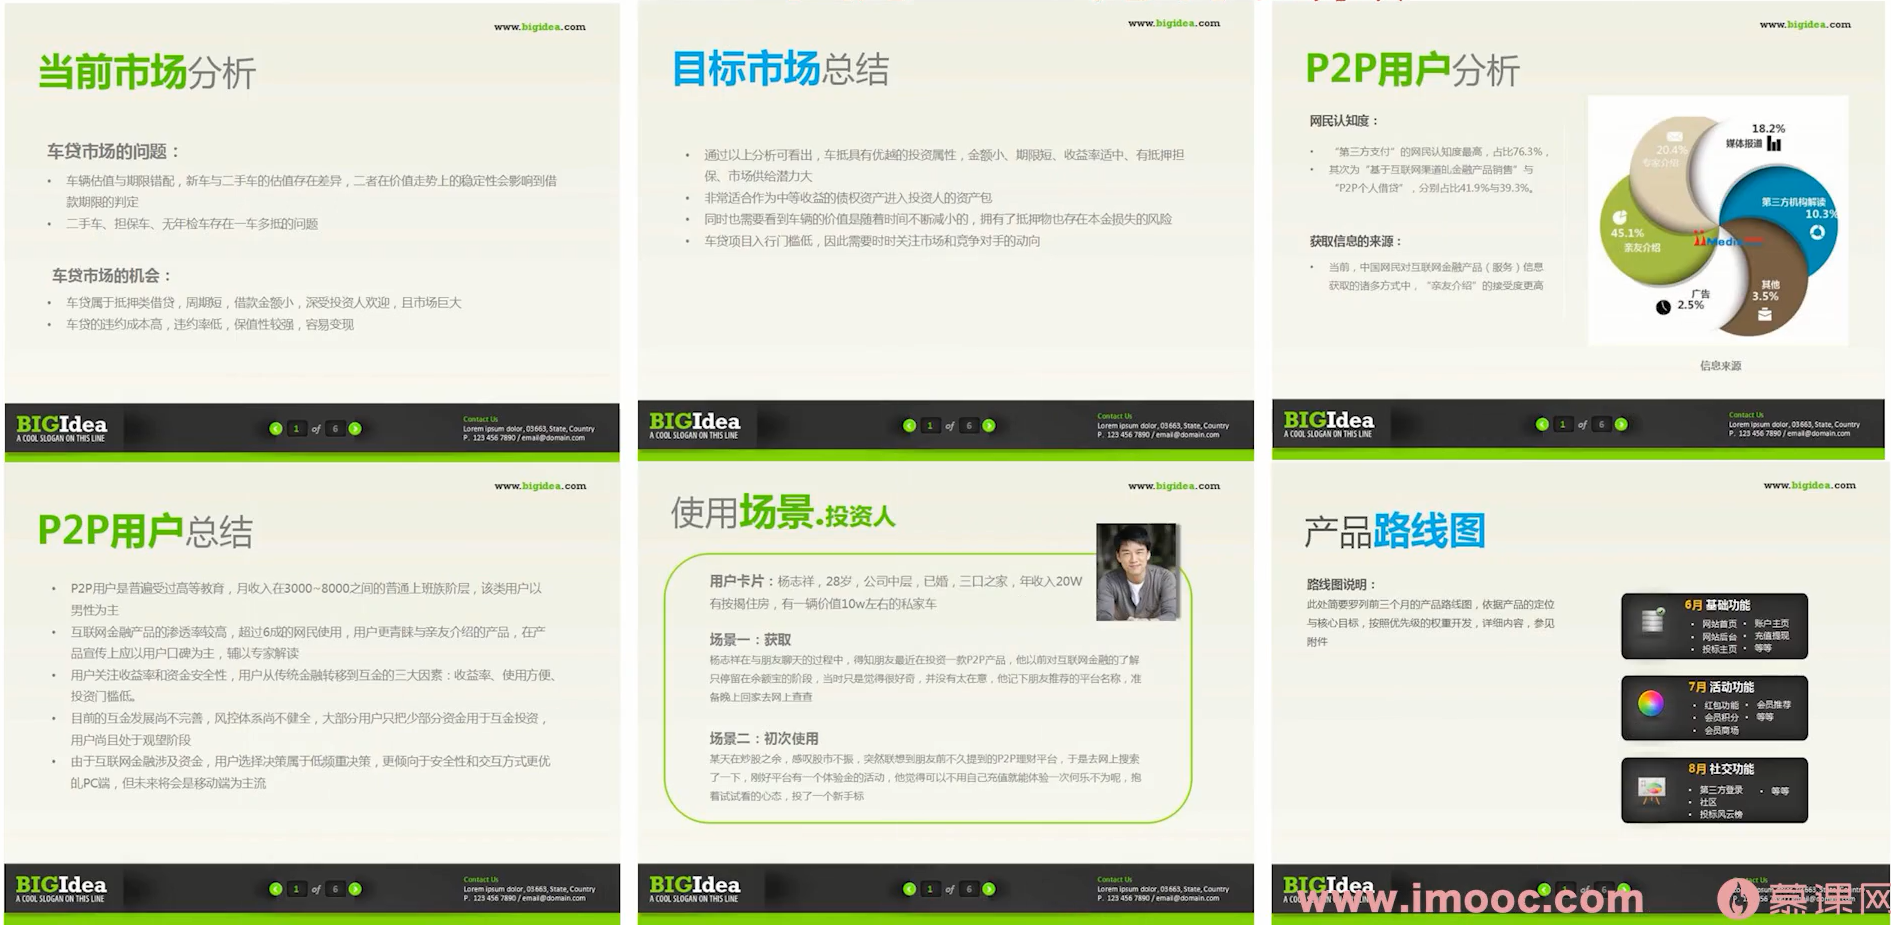 www.bigidea.com
当前市场分析
车贷市场的问题：
• 车辆估值与期限错配，新车与二手车的估值存在差异，二者在价值走势上的稳定性会影响到借
款期限的判定
• 二手车、担保车、无年检车存在一车多抵的问题
车贷市场的机会：
• 车贷属于抵押类借贷，周期短，借款金额小，深受投资人欢迎，且市场巨大
• 车贷的违约成本高，违约率低，保值性较强，容易变现
BIGIdea
A COOL SLOGAN ON THIS LINE
1 of 6
Contact Us
Lorem ipsum dolor, 03663, State, Country
P. 123 456 7890 / email@domain.com
www.bigidea.com
目标市场总结
• 通过以上分析可看出，车抵具有优越的投资属性，金额小、期限短、收益率适中、有抵押担
保、市场供给潜力大
• 非常适合作为中等收益的债权资产进入投资人的资产包
• 同时也需要看到车辆的价值是随着时间不断减小的，拥有了抵押物也存在本金损失的风险
• 车贷项目入行门槛低，因此需要时时关注市场和竞争对手的动向
BIGIdea
A COOL SLOGAN ON THIS LINE
1 of 6
Contact Us
Lorem ipsum dolor, 03663, State, Country
P. 123 456 7890 / email@domain.com
www.bigidea.com
P2P用户分析
网民认知度：
• “第三方支付”的网民认知度最高，占比76.3%，
• 其次为“基于互联网渠道的金融产品销售”与
“P2P个人借贷”，分别占比41.9%与39.3%。
获取信息的来源：
• 当前，中国网民对互联网金融产品（服务）信息
获取的诸多方式中，“亲友介绍”的接受度更高
20.4%
专家介绍
18.2%
媒体报道
第三方机构解读
10.3%
45.1%
亲友介绍
其他
3.5%
广告
2.5%
信息来源
BIGIdea
A COOL SLOGAN ON THIS LINE
1 of 6
Contact Us
Lorem ipsum dolor, 03663, State, Country
P. 123 456 7890 / email@domain.com
www.bigidea.com
P2P用户总结
• P2P用户是普遍受过高等教育，月收入在3000~8000之间的普通上班族阶层，该类用户以
男性为主
• 互联网金融产品的渗透率较高，超过6成的网民使用，用户更青睐与亲友介绍的产品，在产
品宣传上应以用户口碑为主，辅以专家解读
• 用户关注收益率和资金安全性，用户从传统金融转移到互金的三大因素：收益率、使用方便、
投资门槛低。
• 目前的互金发展尚不完善，风控体系尚不健全，大部分用户只把少部分资金用于互金投资，
用户尚且处于观望阶段
• 由于互联网金融涉及资金，用户选择决策属于低频重决策，更倾向于安全性和交互方式更优
的PC端，但未来将会是移动端为主流
BIGIdea
A COOL SLOGAN ON THIS LINE
1 of 6
Contact Us
Lorem ipsum dolor, 03663, State, Country
P. 123 456 7890 / email@domain.com
www.bigidea.com
使用场景.投资人
用户卡片：杨志祥，28岁，公司中层，已婚，三口之家，年收入20W
有按揭住房，有一辆价值10w左右的私家车
场景一：获取
杨志祥在与朋友聊天的过程中，得知朋友最近在投资一款P2P产品，他以前对互联网金融的了解
只停留在余额宝的阶段，当时只是觉得很好奇，并没有太在意，他记下朋友推荐的平台名称，准
备晚上回家去网上查查
场景二：初次使用
某天在炒股之余，感叹股市不振，突然联想到朋友前不久提到的P2P理财平台，于是去网上搜索
了一下，刚好平台有一个体验金的活动，他觉得可以不用自己充值就能体验一次何乐不为呢，抱
着试试看的心态，投了一个新手标
BIGIdea
A COOL SLOGAN ON THIS LINE
1 of 6
Contact Us
Lorem ipsum dolor, 03663, State, Country
P. 123 456 7890 / email@domain.com
www.bigidea.com
产品路线图
路线图说明：
此处简要罗列前三个月的产品路线图，依据产品的定位
与核心目标，按照优先级的权重开发，详细内容，参见
附件
6月 基础功能
• 网站首页 • 账户主页
• 网站后台 • 充值提现
• 投标主页 • 等等
7月 活动功能
• 红包功能 • 会员推荐
• 会员积分 • 等等
• 会员商场
8月 社交功能
• 第三方登录 • 等等
• 社区
• 投标风云榜
BIGIdea
www.imooc.com
慕课网